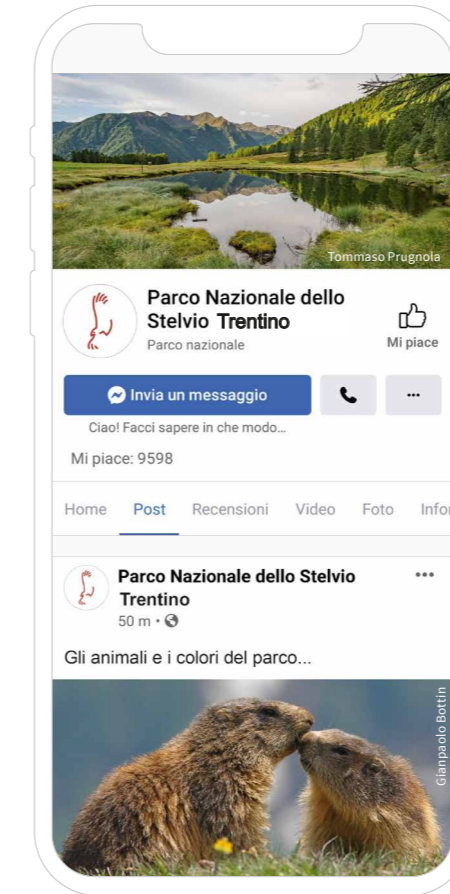 Tommaso Prugnola
Parco Nazionale dello
Stelvio Trentino
Parco nazionale
Mi piace
Invia un messaggio
Ciao! Facci sapere in che modo...
Mi piace: 9598
Home Post Recensioni Video Foto Infor
Parco Nazionale dello Stelvio
Trentino
50 m •
Gli animali e i colori del parco...
Gianpaolo Bottin